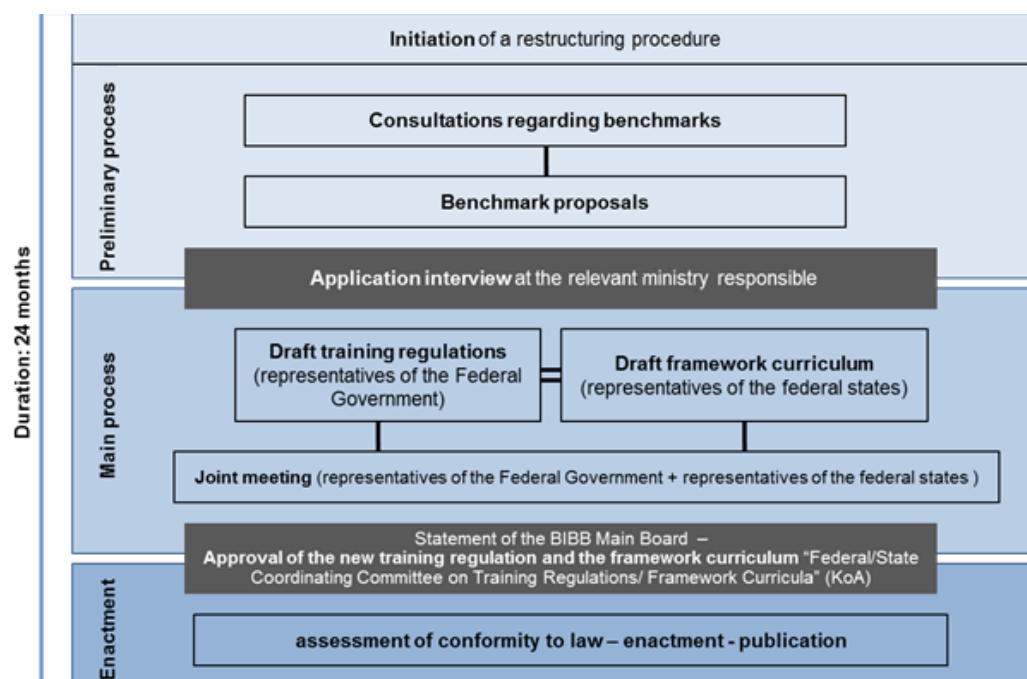 Initiation of a restructuring procedure
Duration: 24 months
Preliminary process
Consultations regarding benchmarks
Benchmark proposals
Application interview at the relevant ministry responsible
Main process
Draft training regulations
(representatives of the Federal
Government)
Draft framework curriculum
(representatives of the federal states)
Joint meeting (representatives of the Federal Government + representatives of the federal states )
Statement of the BIBB Main Board –
Approval of the new training regulation and the framework curriculum “Federal/State
Coordinating Committee on Training Regulations/ Framework Curricula” (KoA)
Enactment
assessment of conformity to law – enactment - publication